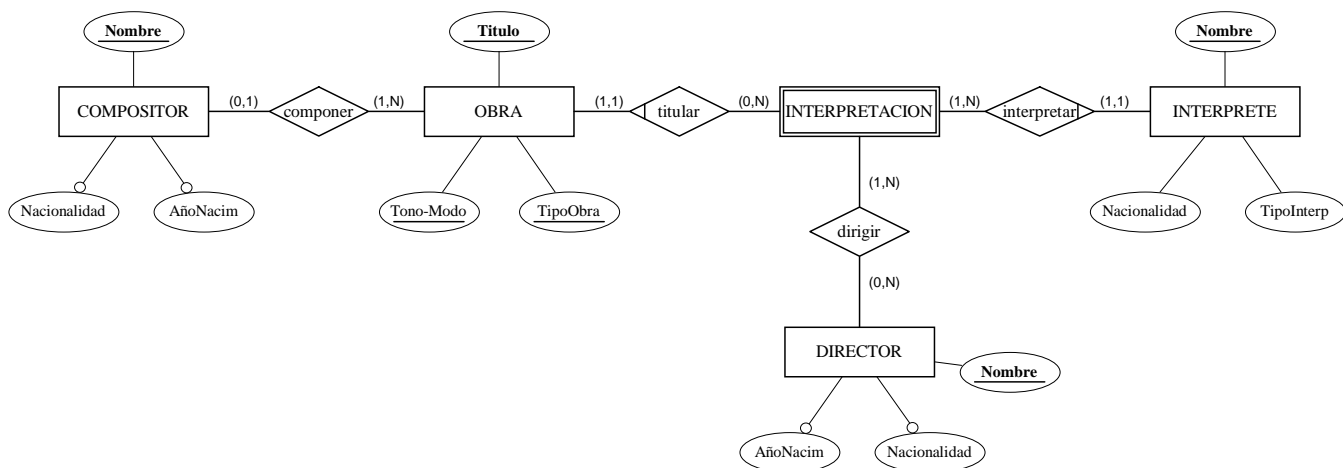 Nombre
Titulo
Nombre
COMPOSITOR
(0,1)
componer
(1,N)
OBRA
(1,1)
titular
(0,N)
INTERPRETACION
(1,N)
interpretar
(1,1)
INTERPRETE
Nacionalidad
AñoNacim
Tono-Modo
TipoObra
(1,N)
Nacionalidad
TipoInterp
dirigir
(0,N)
DIRECTOR
Nombre
AñoNacim
Nacionalidad